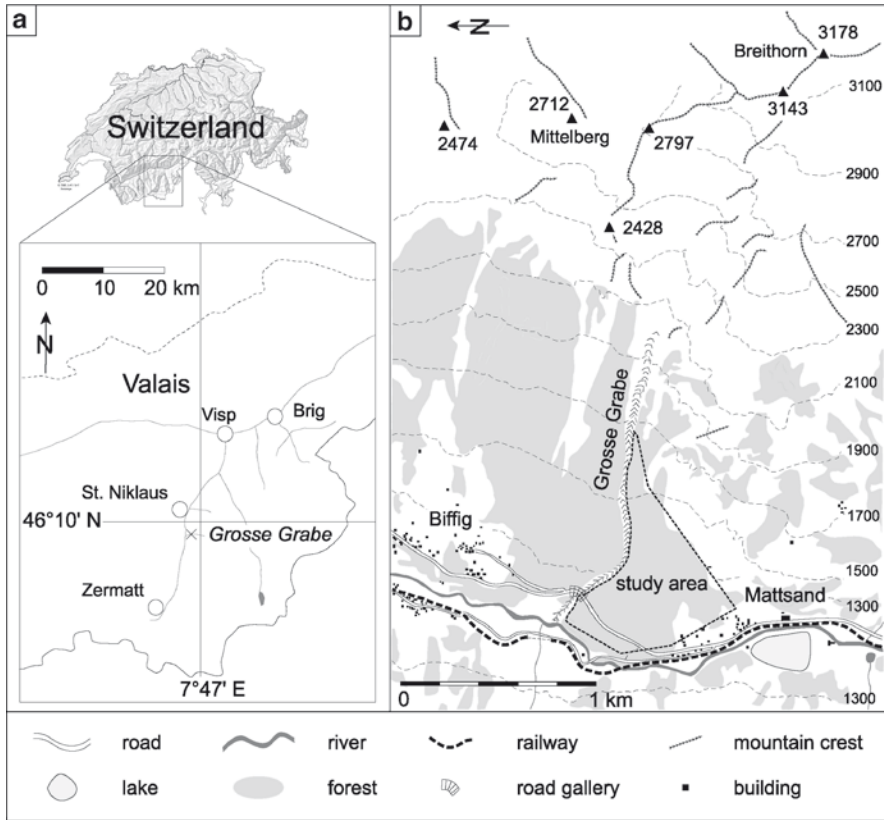 a
Switzerland
0 10 20 km
N
Valais
Visp
Brig
St. Niklaus
46°10' N
Grosse Grabe
Zermatt
7°47' E
b
N
3178
Breithorn
3100
2712
3143
2474
Mittelberg
2797
2900
2428
2700
2500
2300
Grosse Grabe
2100
1900
1700
Biffig
1500
study area
Mattsand
1300
0 1 km
1300
road
river
railway
mountain crest
lake
forest
road gallery
building